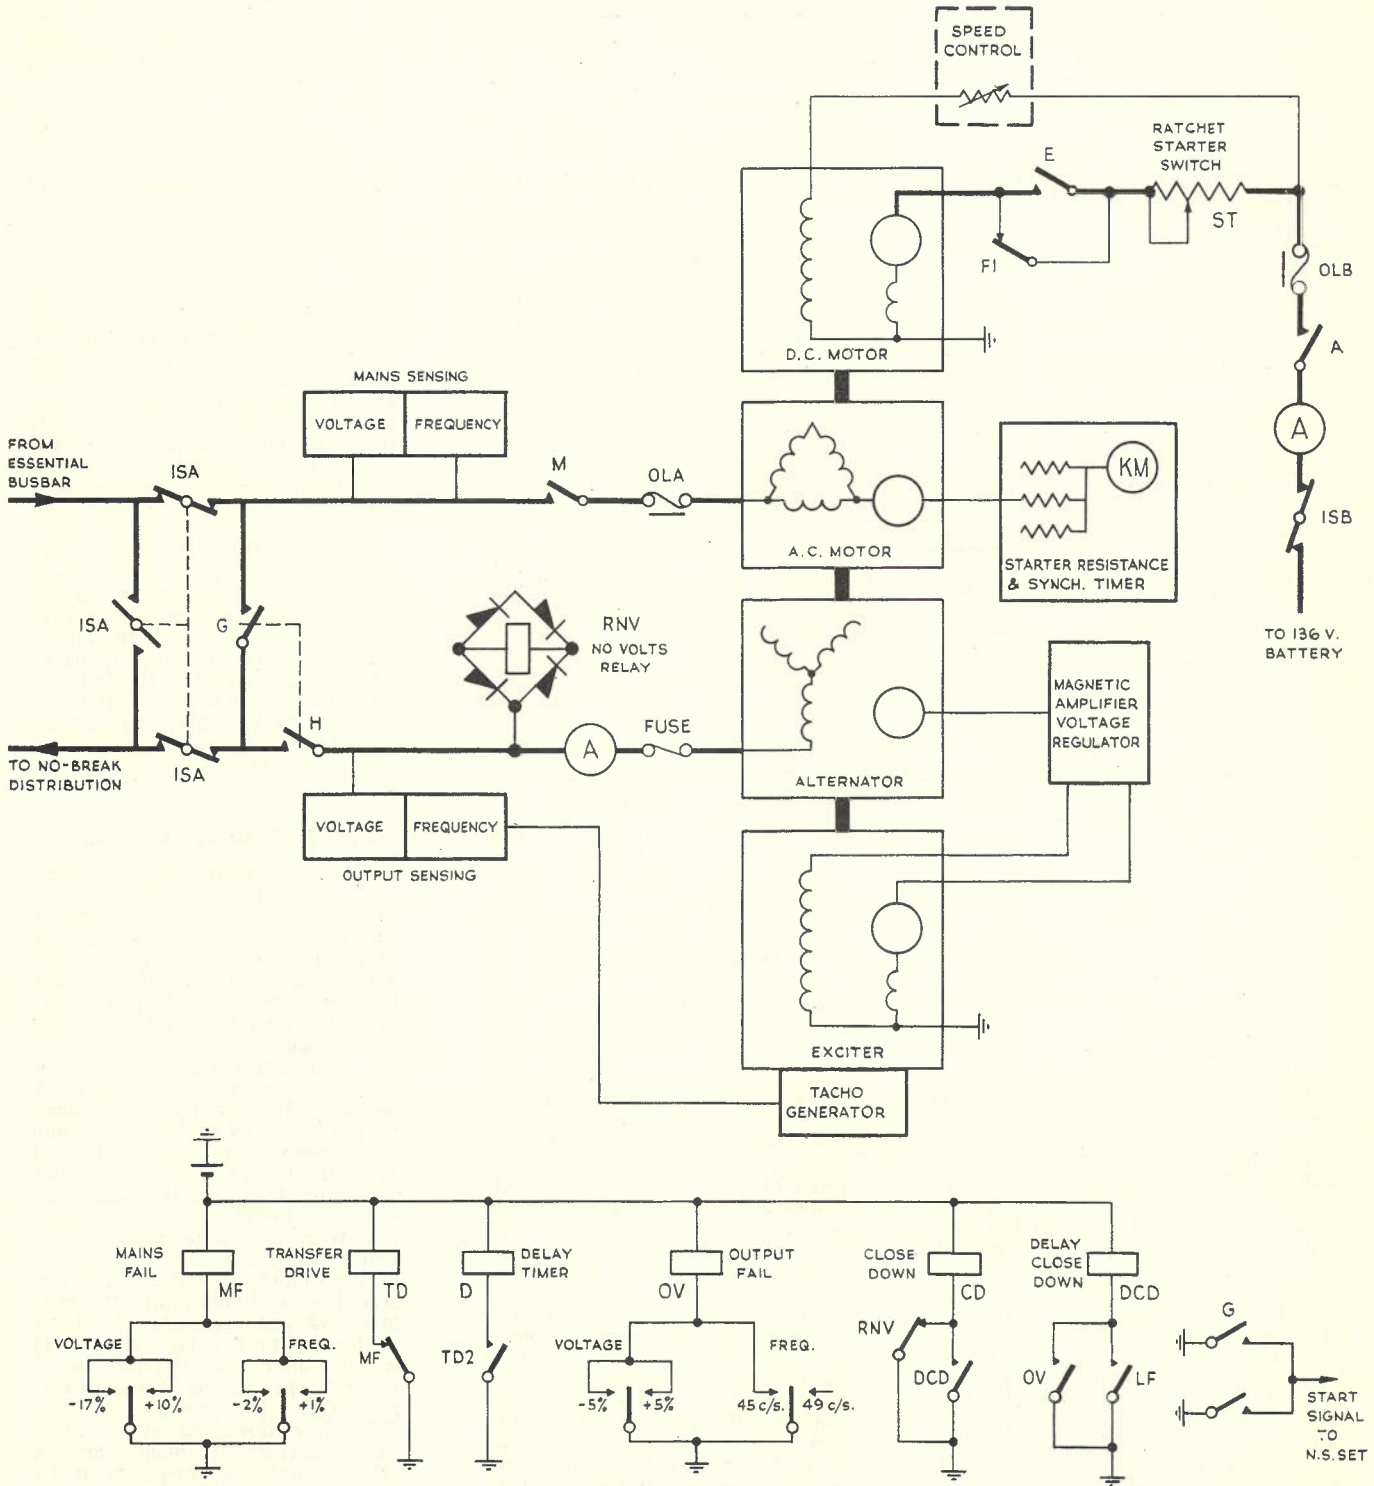 SPEED
CONTROL
RATCHET
STARTER
SWITCH
E
ST
F1
OLB
A
D.C. MOTOR
MAINS SENSING
VOLTAGE
FREQUENCY
FROM
ESSENTIAL
BUSBAR
ISA
M
OLA
KM
A
ISB
A.C. MOTOR
STARTER RESISTANCE
& SYNCH. TIMER
ISA
G
RNV
NO VOLTS
RELAY
TO 136 V.
BATTERY
MAGNETIC
AMPLIFIER
VOLTAGE
REGULATOR
H
A
FUSE
TO NO-BREAK
DISTRIBUTION
ISA
ALTERNATOR
VOLTAGE
FREQUENCY
OUTPUT SENSING
EXCITER
TACHO
GENERATOR
MAINS
FAIL
MF
TRANSFER
DRIVE
TD
DELAY
TIMER
D
OUTPUT
FAIL
OV
CLOSE
DOWN
CD
DELAY
CLOSE
DOWN
DCD
VOLTAGE
-17%
+10%
FREQ.
-2%
+1%
MF
TD2
VOLTAGE
-5%
+5%
FREQ.
45 c/s.
49 c/s.
RNV
DCD
OV
LF
G
START
SIGNAL
TO
N.S. SET